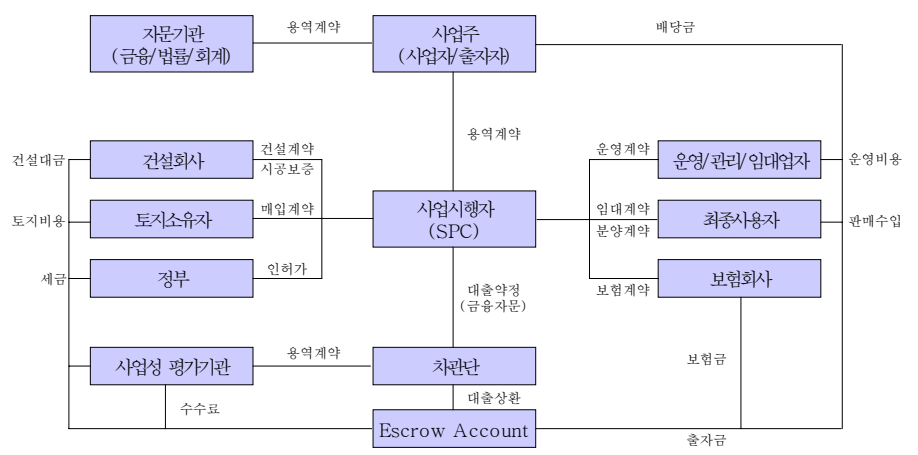 자문기관
(금융/법률/회계)
용역계약
사업주
(사업자/출자자)
배당금
용역계약
건설대금
건설회사
건설계약
시공보증
운영계약
운영/관리/임대업자
운영비용
토지비용
토지소유자
매입계약
사업시행자
(SPC)
임대계약
분양계약
최종사용자
판매수입
세금
정부
인허가
대출약정
(금융자문)
보험계약
보험회사
사업성 평가기관
용역계약
차관단
보험금
수수료
대출상환
Escrow Account
출자금